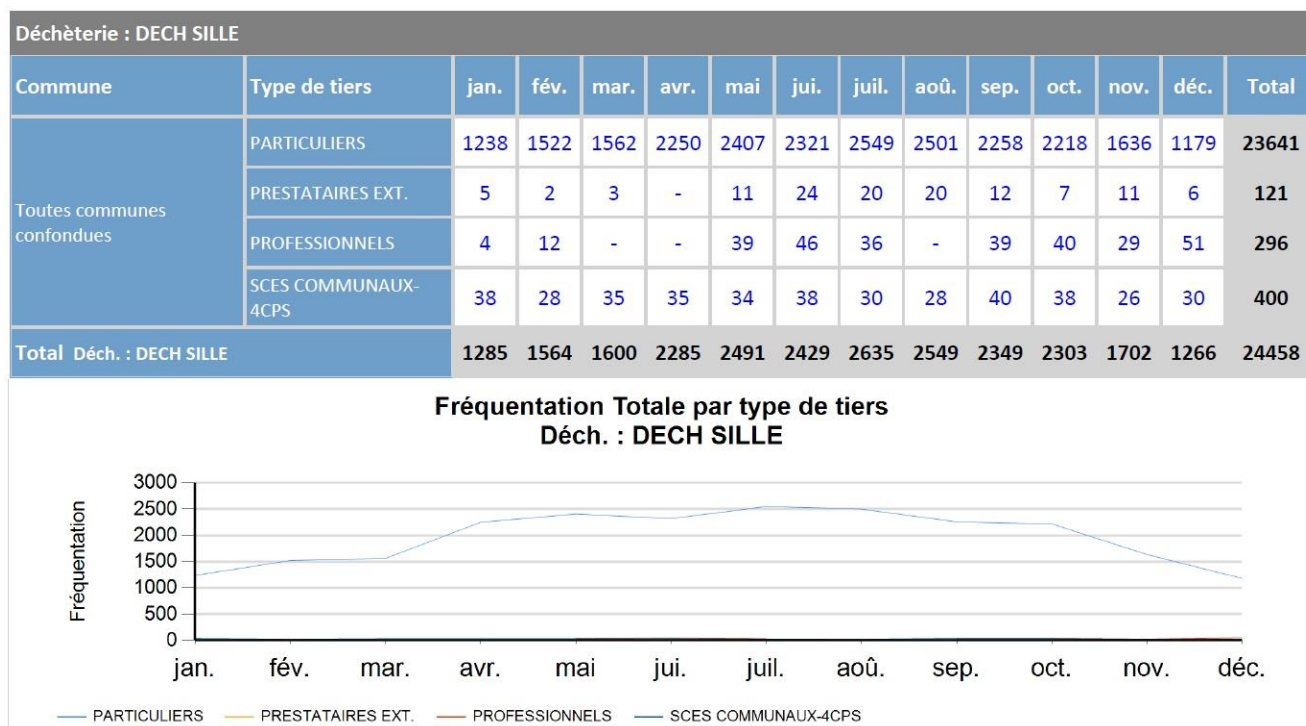 Déchèterie : DECH SILLE
Commune Type de tiers jan. fév. mar. avr. mai jui. juil. aoû. sep. oct. nov. déc. Total
Toutes communes confondues
PARTICULIERS 1238 1522 1562 2250 2407 2321 2549 2501 2258 2218 1636 1179 23641
PRESTATAIRES EXT. 5 2 3 - 11 24 20 20 12 7 11 6 121
PROFESSIONNELS 4 12 - - 39 46 36 - 39 40 29 51 296
SCES COMMUNAUX-
4CPS 38 28 35 35 34 38 30 28 40 38 26 30 400
Total Déch. : DECH SILLE 1285 1564 1600 2285 2491 2429 2635 2549 2349 2303 1702 1266 24458
Fréquentation Totale par type de tiers
Déch. : DECH SILLE
Fréquentation
3000
2500
2000
1500
1000
500
0
jan. fév. mar. avr. mai jui. juil. aoû. sep. oct. nov. déc.
PARTICULIERS PRESTATAIRES EXT. PROFESSIONNELS SCES COMMUNAUX-4CPS